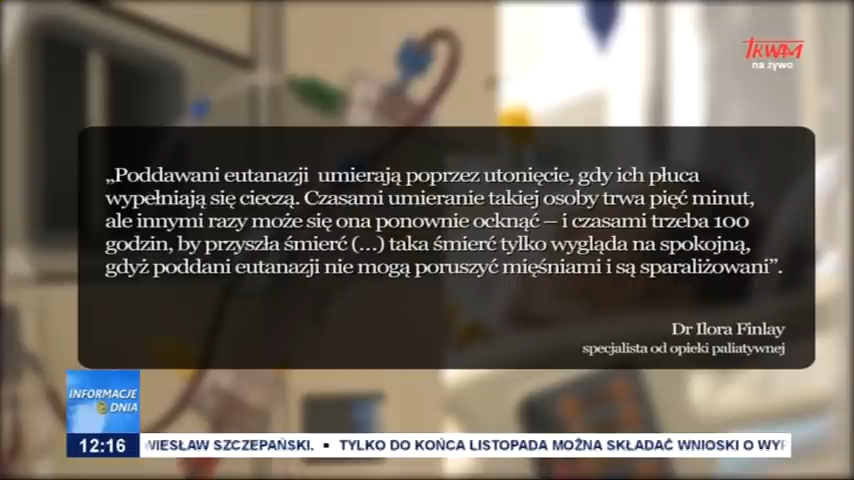 TRWAM
na żywo
„Poddawani eutanazji umierają poprzez utonięcie, gdy ich płuca
wypełniają się cieczą. Czasami umieranie takiej osoby trwa pięć minut,
ale innymi razy może się ona ponownie ocknąć – i czasami trzeba 100
godzin, by przyszła śmierć (...) taka śmierć tylko wygląda na spokojną,
gdyż poddani eutanazji nie mogą poruszyć mięśniami i są sparaliżowani”.
Dr Ilora Finlay
specjalista od opieki paliatywnej
INFORMACJE
DNIA
12:16 WIESŁAW SZCZEPAŃSKI. ▪ TYLKO DO KOŃCA LISTOPADA MOŻNA SKŁADAĆ WNIOSKI O WYP